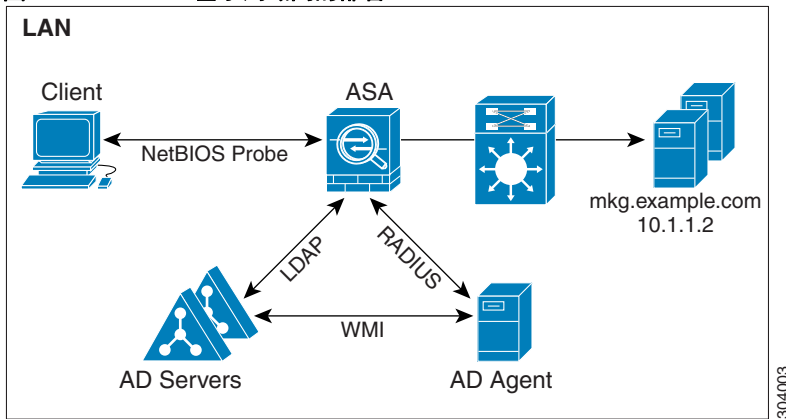 LAN
Client
ASA
NetBIOS Probe
mkg.example.com
10.1.1.2
LDAP
RADIUS
WMI
AD Servers
AD Agent
304003